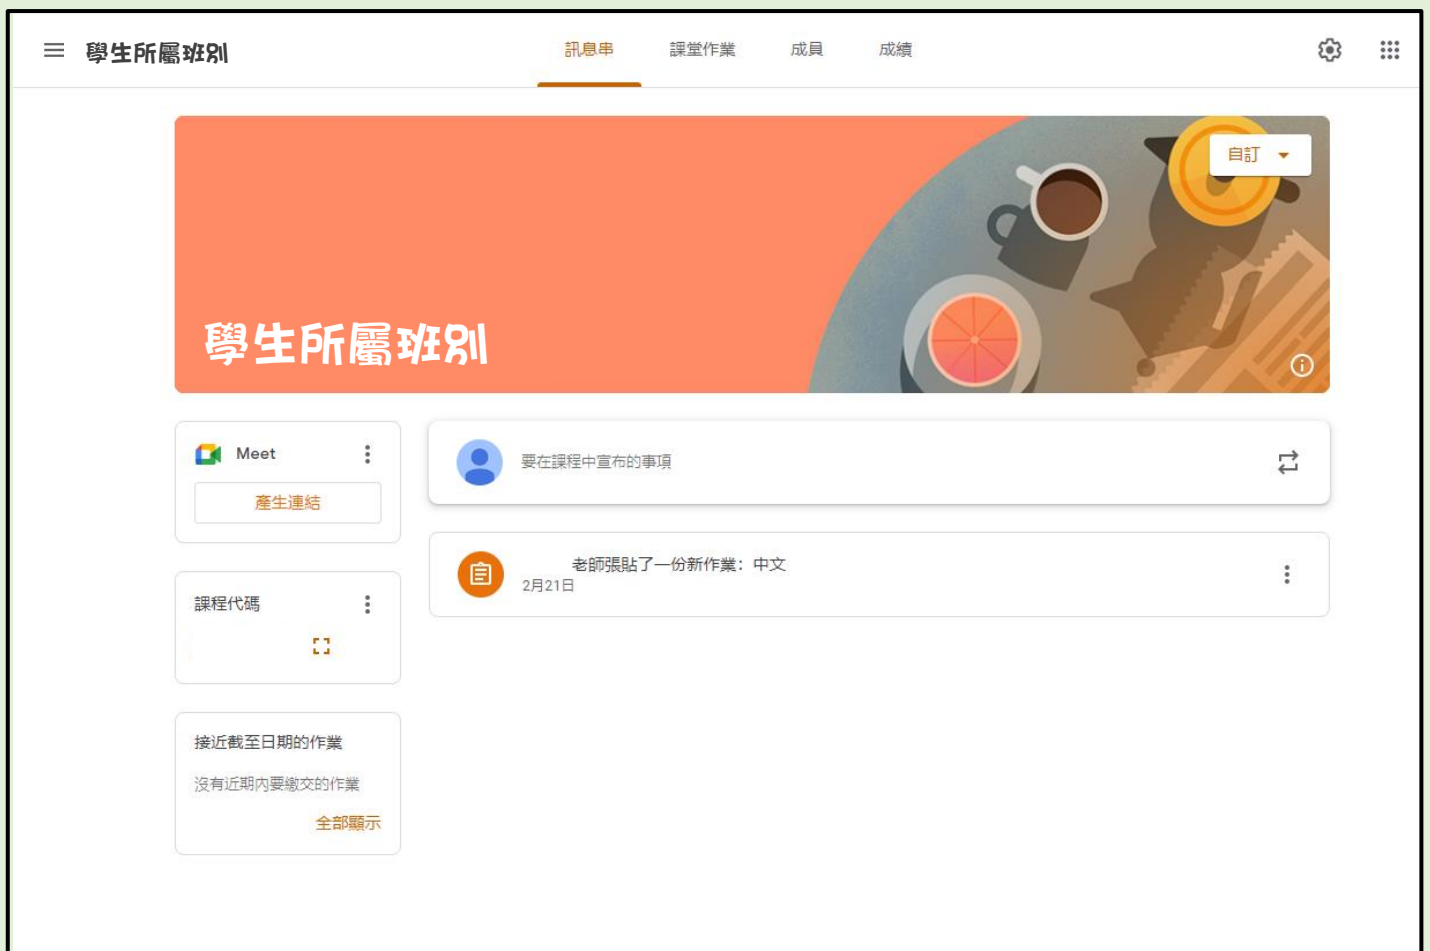 學生所屬班別
訊息串 課堂作業 成員 成績
自訂
學生所屬班別
Meet
產生連結
要在課程中宣布的事項
老師張貼了一份新作業：中文
2月21日
課程代碼
接近截至日期的作業
沒有近期內要繳交的作業
全部顯示